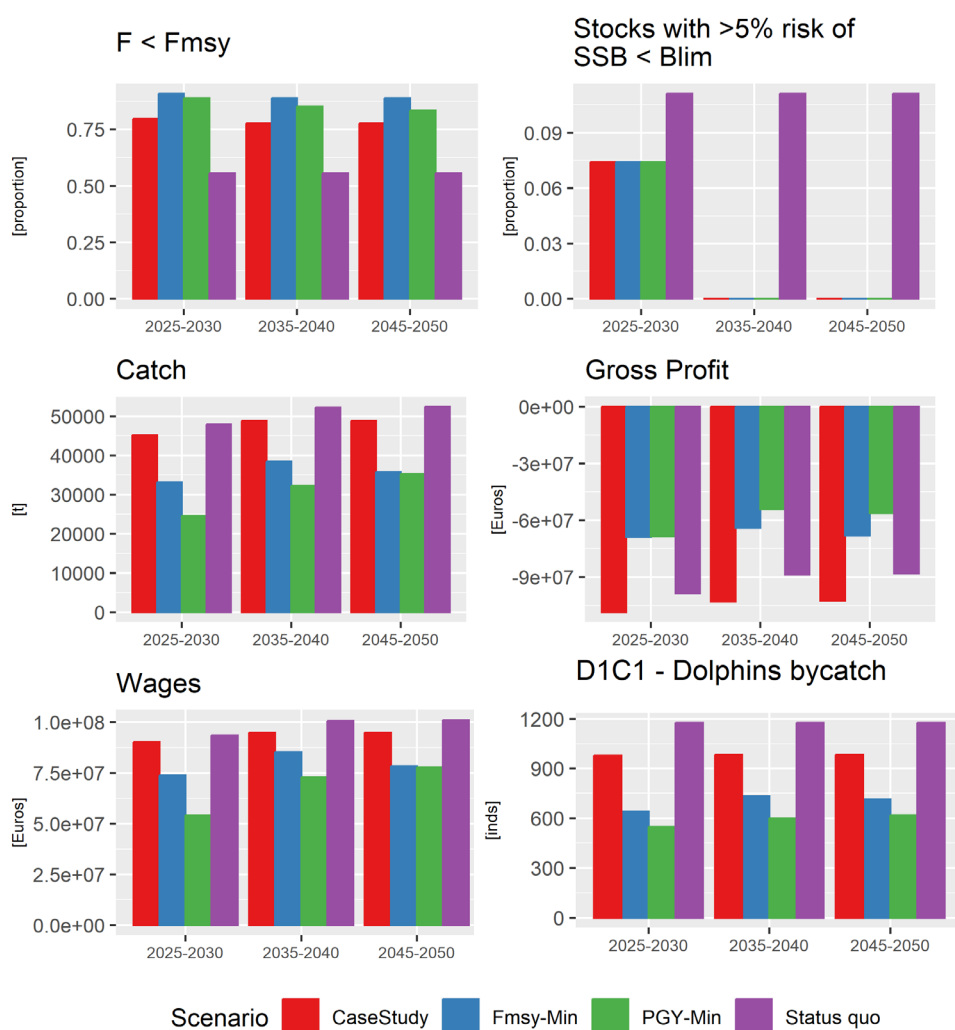 F < Fmsy
[proportion]
0.75
0.50
0.25
0.00
2025-2030 2035-2040 2045-2050
Stocks with >5% risk of
SSB < Blim
[proportion]
0.09
0.06
0.03
0.00
2025-2030 2035-2040 2045-2050
Catch
[t]
50000
40000
30000
20000
10000
0
2025-2030 2035-2040 2045-2050
Gross Profit
[Euros]
0e+00
-3e+07
-6e+07
-9e+07
2025-2030 2035-2040 2045-2050
Wages
[Euros]
1.0e+08
7.5e+07
5.0e+07
2.5e+07
0.0e+00
2025-2030 2035-2040 2045-2050
D1C1 - Dolphins bycatch
[inds]
1200
900
600
300
0
2025-2030 2035-2040 2045-2050
Scenario CaseStudy Fmsy-Min PGY-Min Status quo